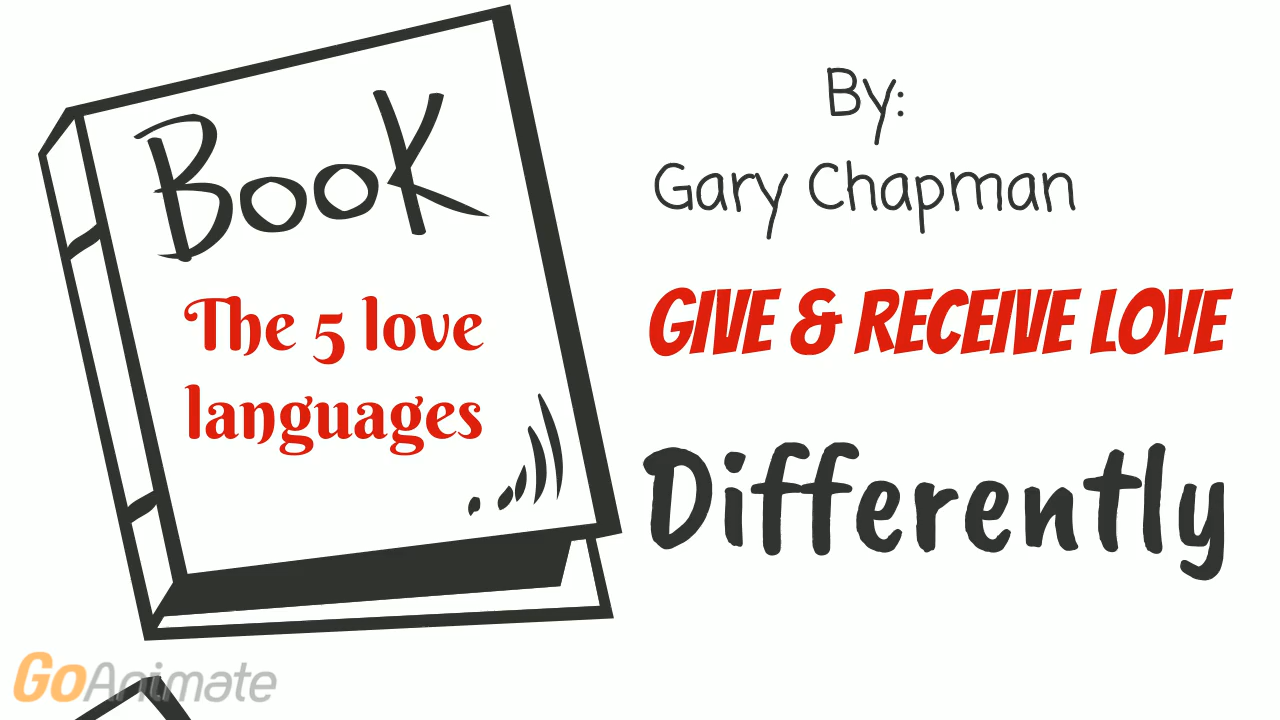 Book
The 5 love
languages
By:
Gary Chapman
GIVE & RECEIVE LOVE
Differently
GoAnimate